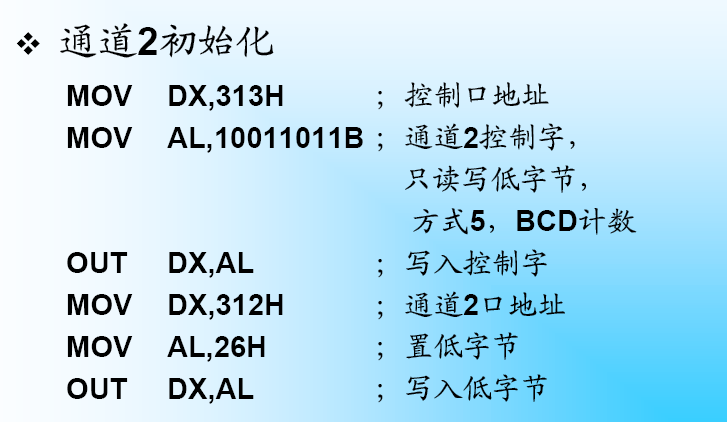 ❖ 通道2初始化
MOV DX,313H ；控制口地址
MOV AL,10011011B ；通道2控制字，
只读写低字节，
方式5，BCD计数
OUT DX,AL ；写入控制字
MOV DX,312H ；通道2口地址
MOV AL,26H ；置低字节
OUT DX,AL ；写入低字节